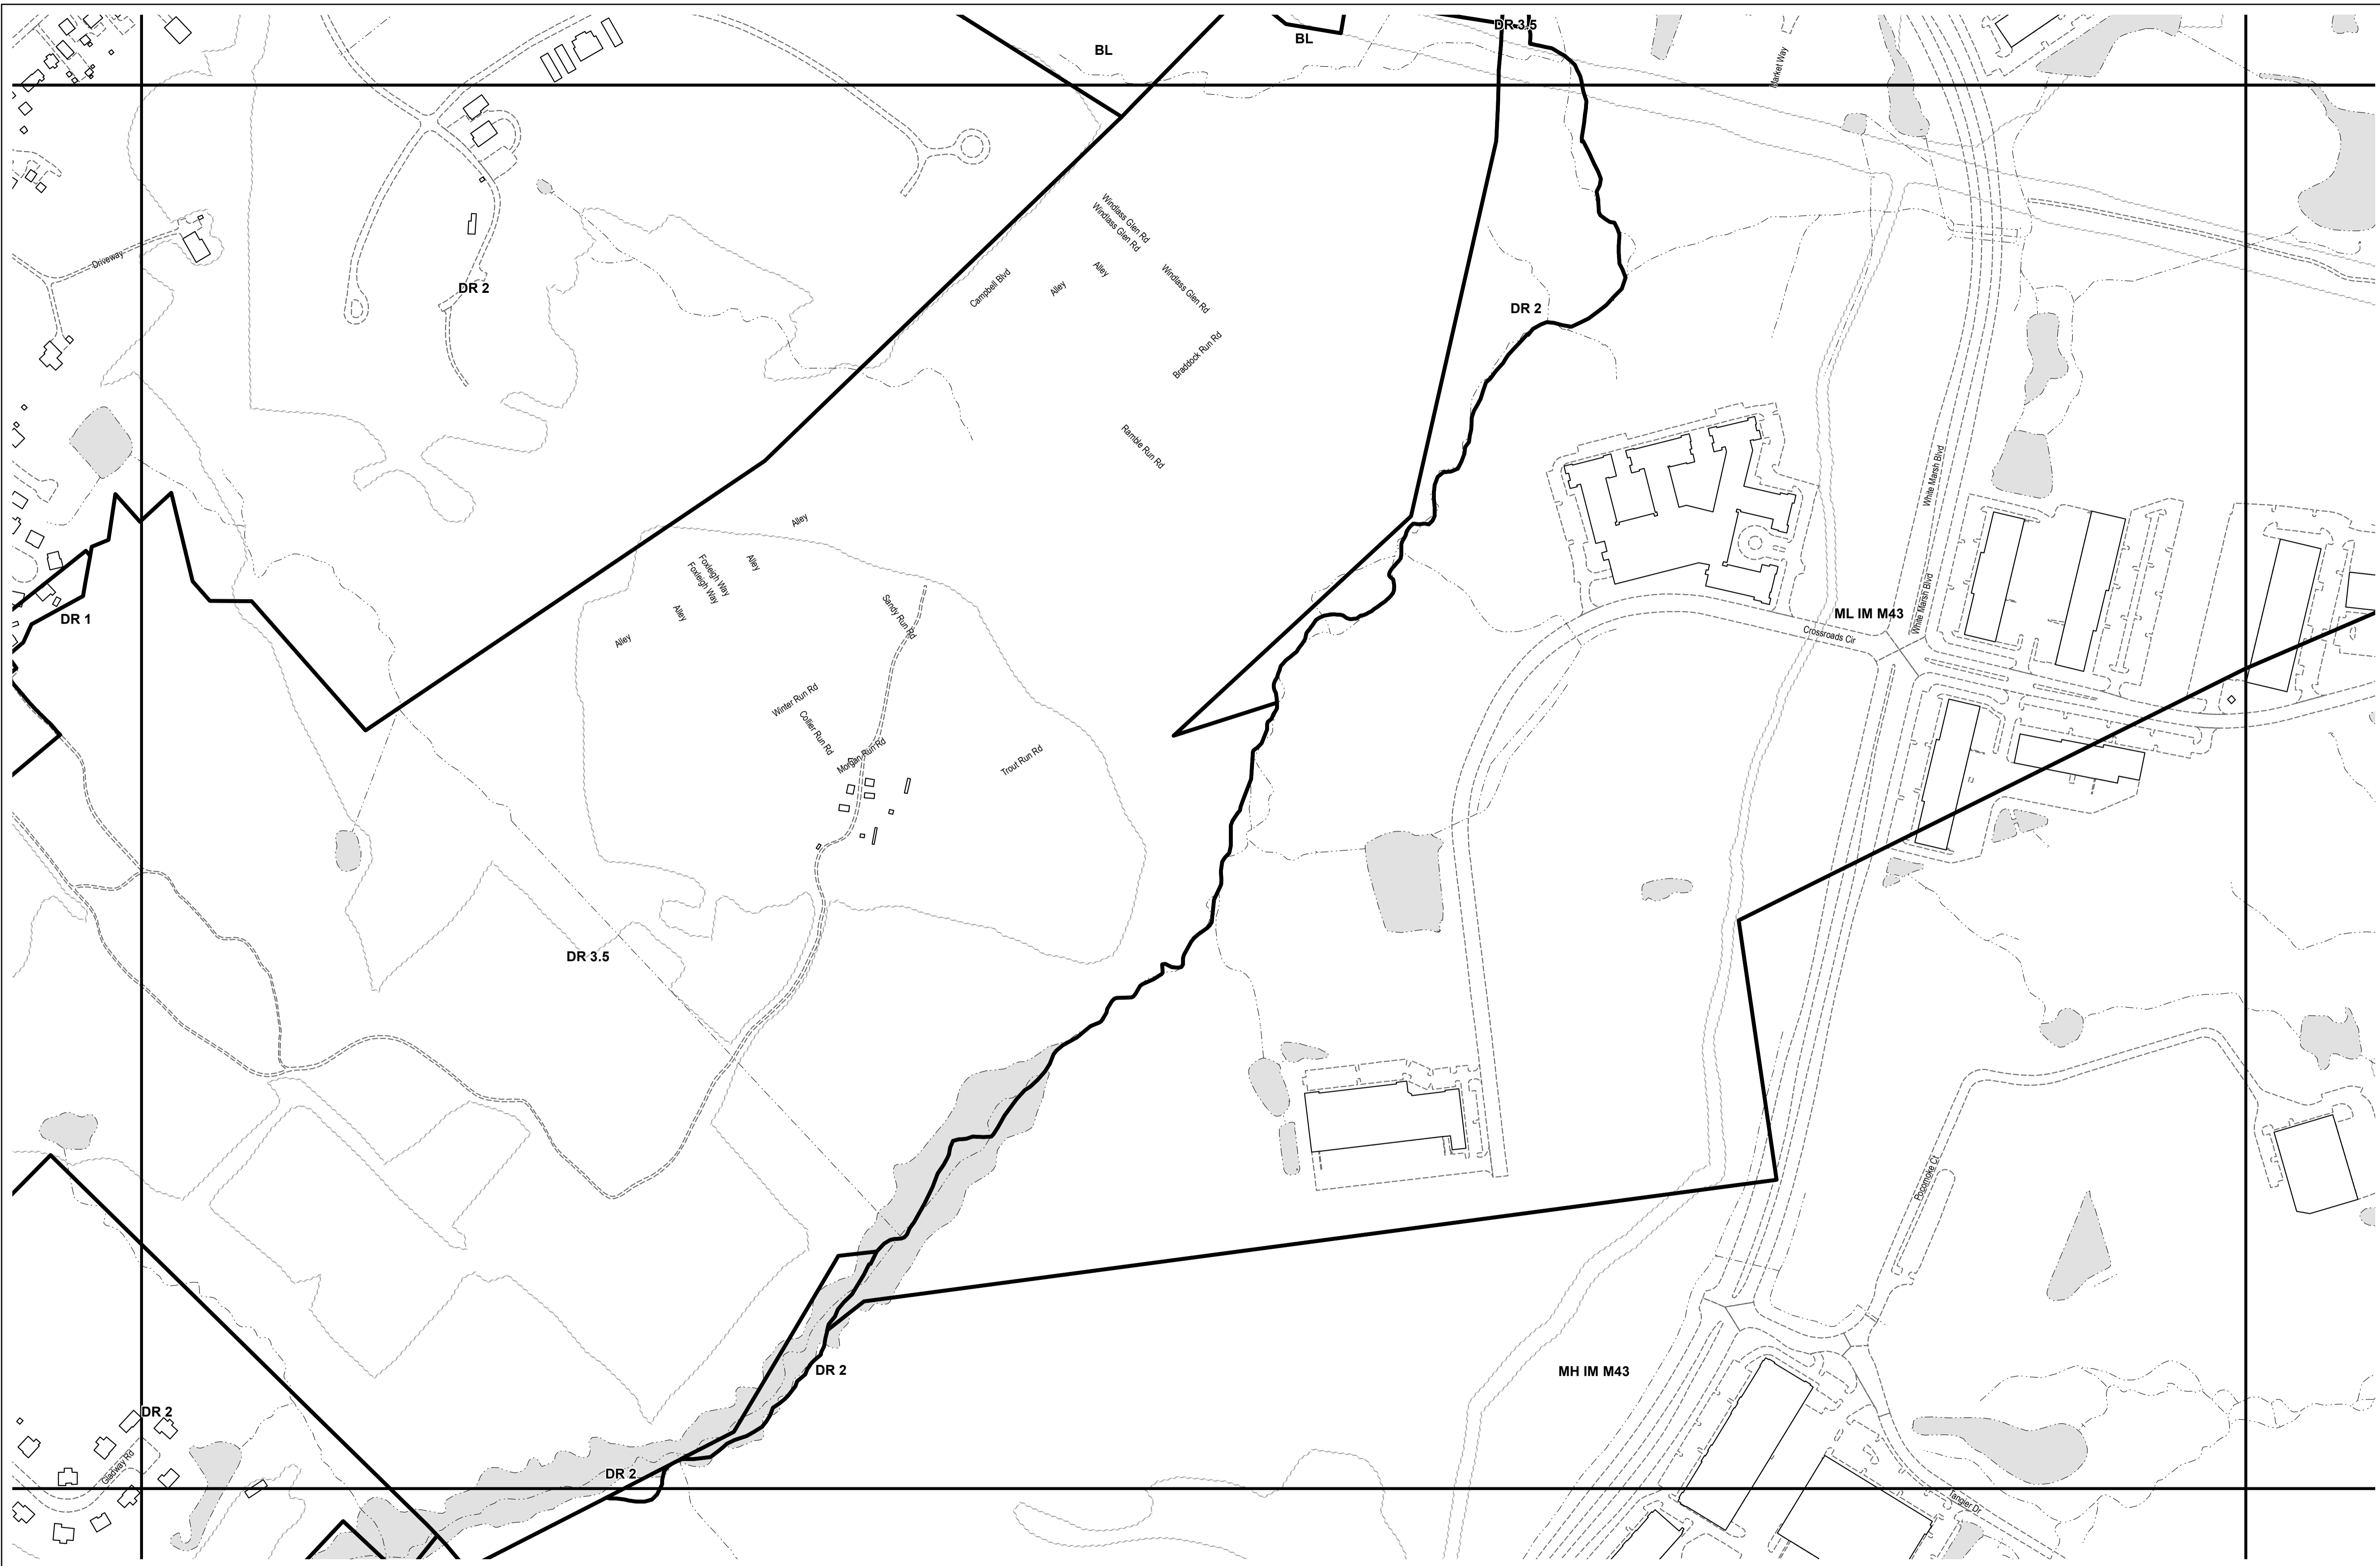 DR 3.5
BL
BL
Market Way
Windlass Glen Rd
Windlass Glen Rd
Driveway
Alley
Windlass Glen Rd
Campbell Blvd
Alley
DR 2
DR 2
Braddock Run Rd
Ramble Run Rd
White Marsh Blvd
Alley
Foxleigh Way
Foxleigh Way
Alley
Sandy Run Rd
White Marsh Blvd
Alley
DR 1
ML IM M43
Crossroads Cir
Alley
Winter Run Rd
Collier Run Rd
Morgan Run Rd
Trout Run Rd
DR 3.5
Pocomoke Ct
DR 2
MH IM M43
DR 2
Gladway Rd
DR 2
Tangier Dr